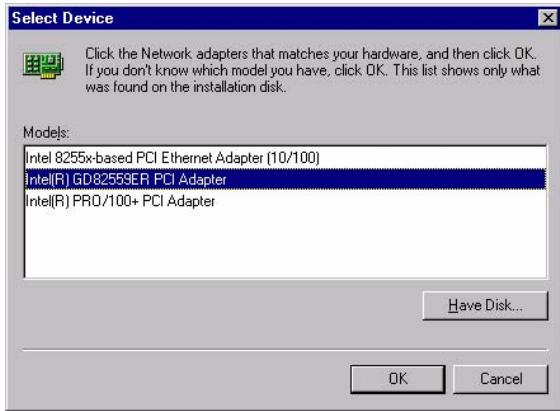 Select Device
Click the Network adapters that matches your hardware, and then click OK.
If you don't know which model you have, click OK. This list shows only what
was found on the installation disk.
Models:
Intel 8255x-based PCI Ethernet Adapter (10/100)
Intel(R) GD82559ER PCI Adapter
Intel(R) PRO/100+ PCI Adapter
Have Disk...
OK
Cancel